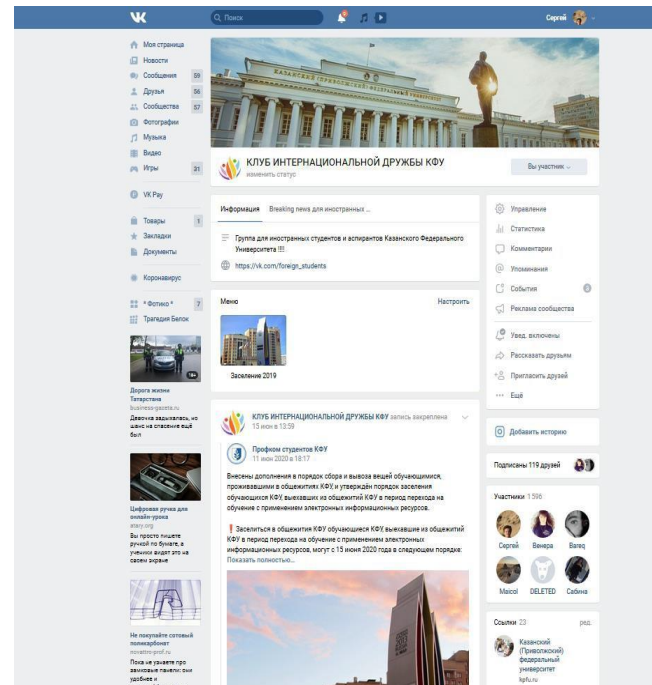 Поиск
Сергей
Моя страница
Новости
Сообщения 59
Друзья 36
Сообщества 57
Фотографии
Музыка
Видео
Игры 31
VK Pay
Товары 1
Закладки
Документы
Коронавирус
* Фотико * 7
Трагедия Белок
18+
Дорога жизни
Татарстана
business-gazeta.ru
Девочка задыхалась, но
шанс на спасение ещё
был
Цифровая ручка для
онлайн-урока
atary.org
Вы просто пишете
ручкой по бумаге, а
ученики видят это на
своем экране
Не покупайте сотовый
поликарбонат
novattro-prof.ru
Пока не узнаете про
замковые панели: они
удобнее и
КАЗАНСКИЙ (ПРИВОЛЖСКИЙ) ФЕДЕРАЛЬНЫЙ УНИВЕРСИТЕТ
КЛУБ ИНТЕРНАЦИОНАЛЬНОЙ ДРУЖБЫ КФУ
изменить статус
Вы участник
Информация Breaking news для иностранных ...
Группа для иностранных студентов и аспирантов Казанского Федерального
Университета !!!!
https://vk.com/foreign_students
Меню Настроить
Заселение 2019
КЛУБ ИНТЕРНАЦИОНАЛЬНОЙ ДРУЖБЫ КФУ запись закреплена
15 июн в 13:59
Профком студентов КФУ
11 июн 2020 в 18:17
Внесены дополнения в порядок сбора и вывоза вещей обучающимися,
проживавшими в общежитиях КФУ, и утверждён порядок заселения
обучающихся КФУ, выехавших из общежитий КФУ в период перехода на
обучение с применением электронных информационных ресурсов.
❗ Заселиться в общежития КФУ обучающиеся КФУ, выехавшие из общежитий
КФУ в период перехода на обучение с применением электронных
информационных ресурсов, могут с 15 июня 2020 года в следующем порядке:
Показать полностью...
Управление
Статистика
Комментарии
Упоминания
События
Реклама сообщества
Увед. включены
Рассказать друзьям
Пригласить друзей
Ещё
Добавить историю
Подписаны 119 друзей
Участники 1 596
Сергей Венера Bareq
Maicol DELETED Сабина
Ссылки 23 ред.
Казанский
(Приволжский)
федеральный
университет
kpfu.ru